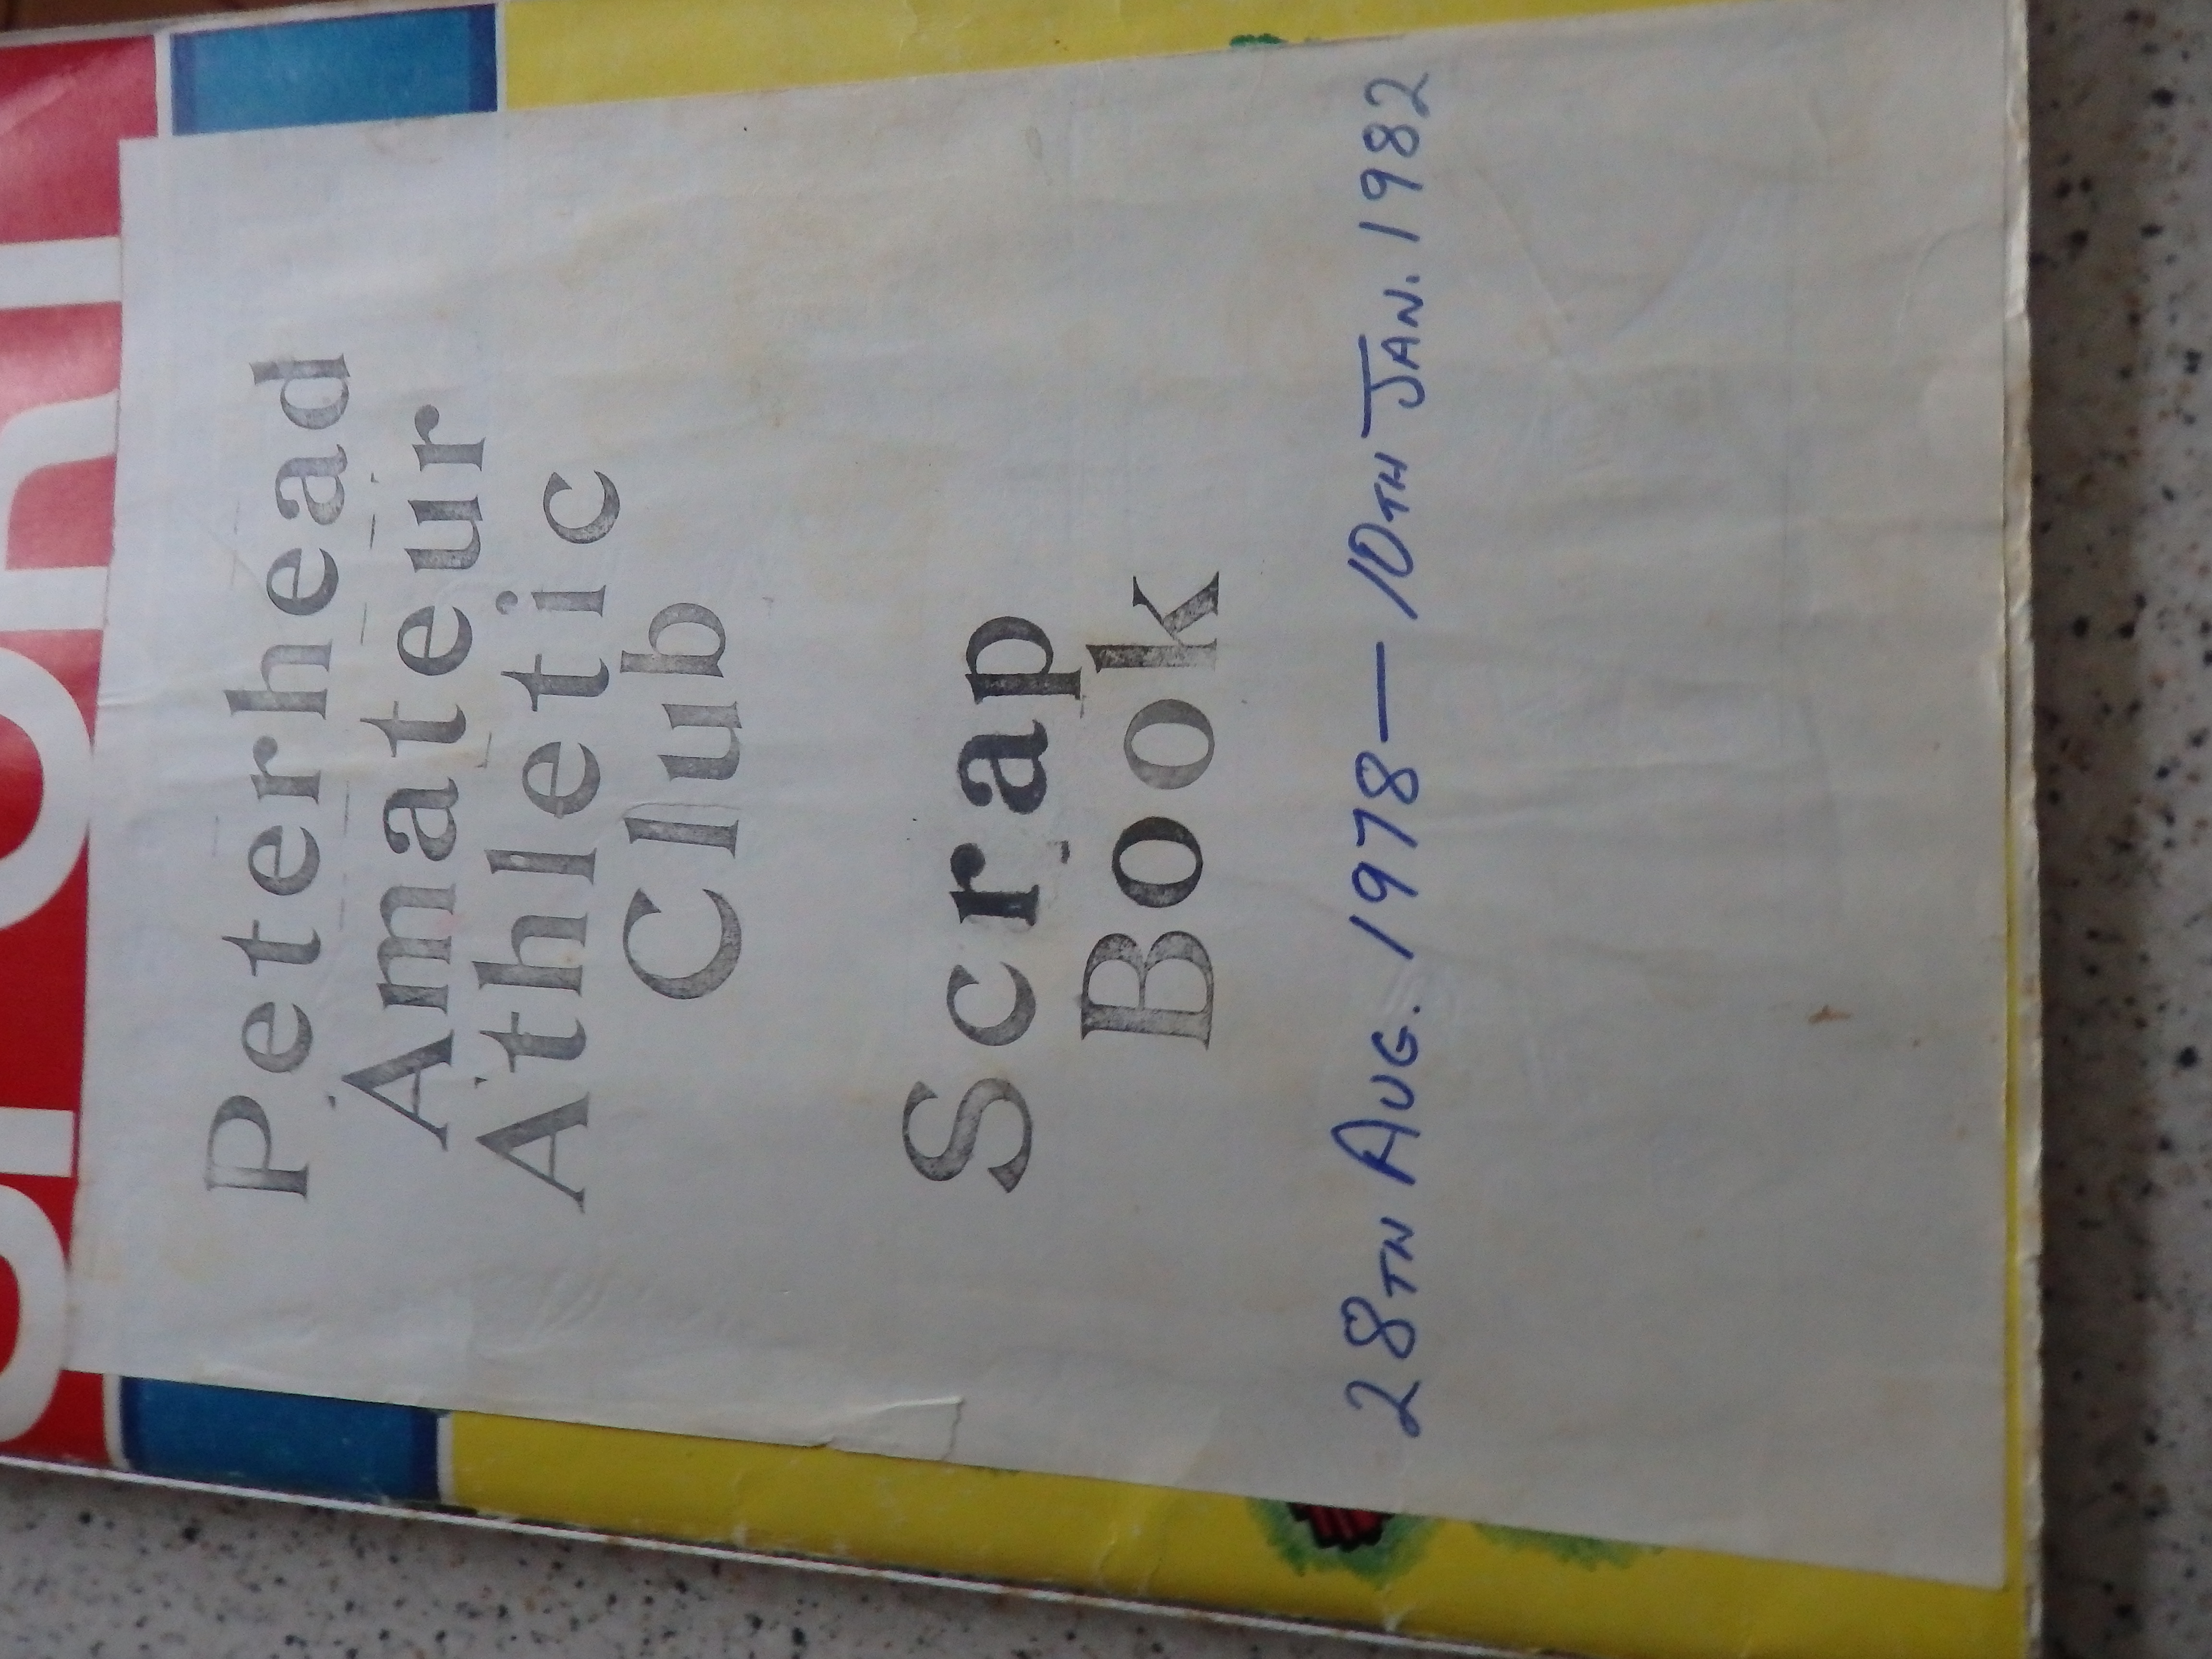 Peterhead
Amateur
Athletic
Club
Scrap
Book
28TH AUG. 1978 — 10TH JAN. 1982